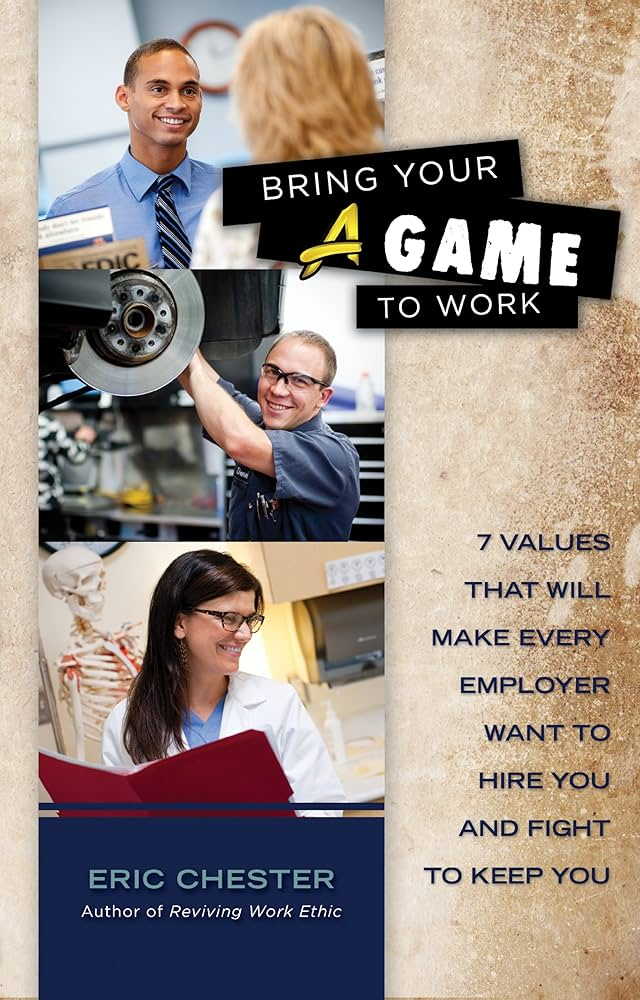 BRING YOUR
A GAME
TO WORK
7 VALUES
THAT WILL
MAKE EVERY
EMPLOYER
WANT TO
HIRE YOU
AND FIGHT
TO KEEP YOU
ERIC CHESTER
Author of Reviving Work Ethic